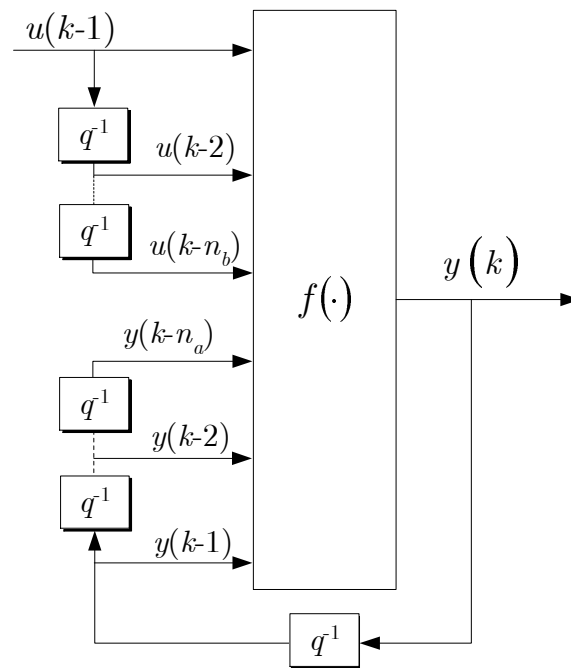 u(k-1)
q⁻¹
u(k-2)
q⁻¹
u(k-n_b)
y(k)
f(·)
y(k-n_a)
q⁻¹
y(k-2)
q⁻¹
y(k-1)
q⁻¹